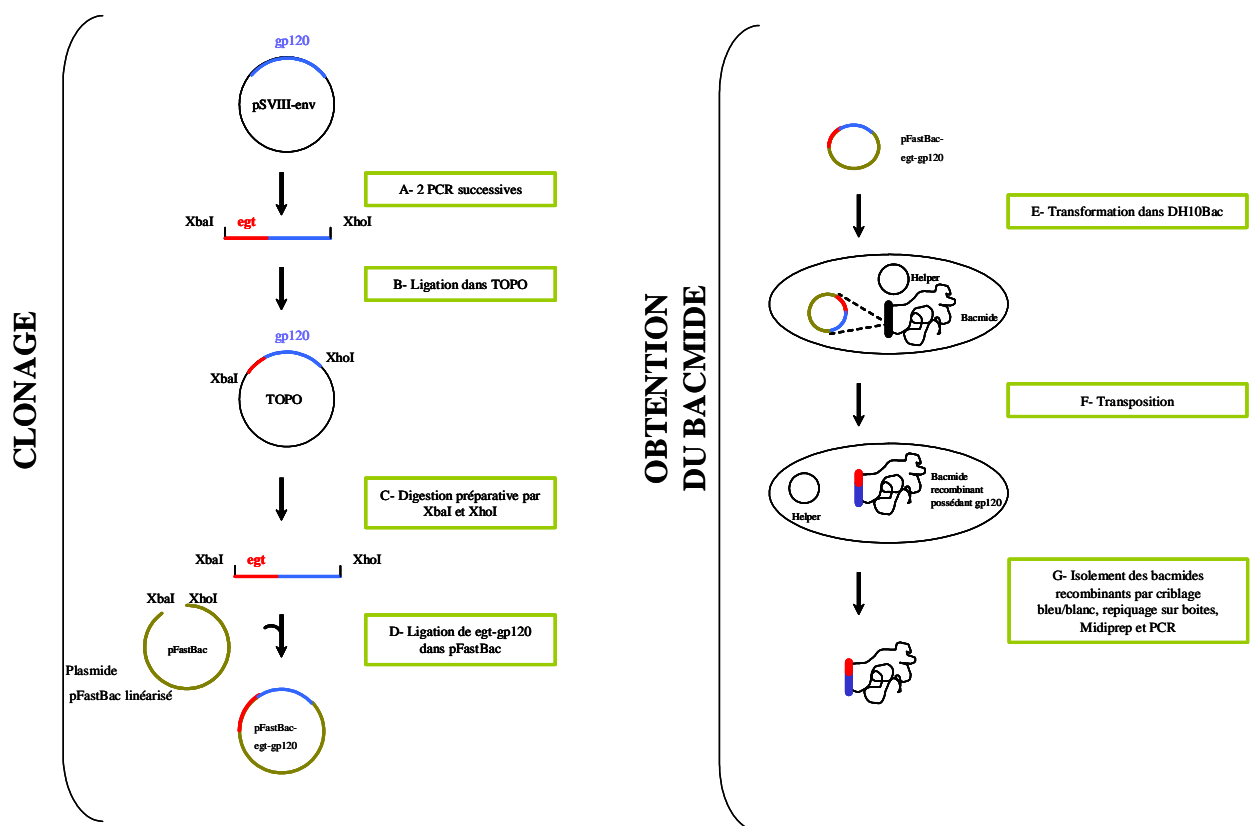 CLONAGE
gp120
pSVIII-env
A- 2 PCR successives
XbaI
egt
XhoI
B- Ligation dans TOPO
gp120
XhoI
XbaI
TOPO
C- Digestion préparative par
XbaI et XhoI
XbaI
egt
XhoI
XbaI
XhoI
pFastBac
D- Ligation de egt-gp120
dans pFastBac
Plasmide
pFastBac linéarisé
pFastBac-
egt-gp120
OBTENTION
DU BACMIDE
pFastBac-
egt-gp120
E- Transformation dans DH10Bac
Helper
Bacmide
F- Transposition
Bacmide
recombinant
possédant gp120
Helper
G- Isolement des bacmides
recombinants par criblage
bleu/blanc, repiquage sur boites,
Midiprep et PCR